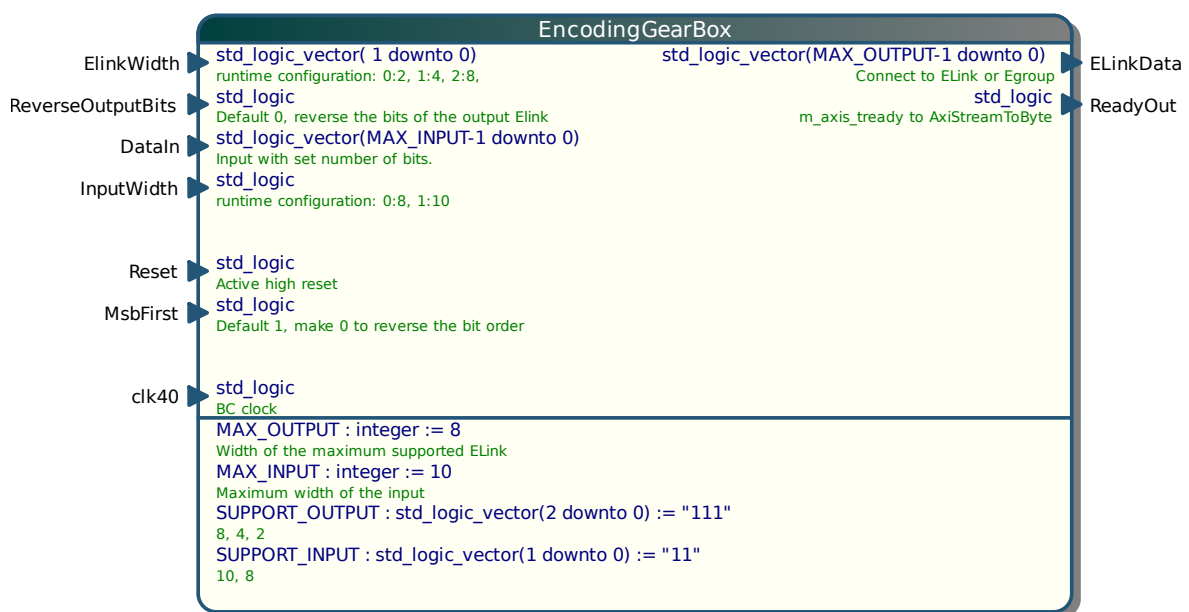 EncodingGearBox
ElinkWidth
std_logic_vector( 1 downto 0)
runtime configuration: 0:2, 1:4, 2:8,
std_logic_vector(MAX_OUTPUT-1 downto 0)
Connect to ELink or Egroup
ELinkData
ReverseOutputBits
std_logic
Default 0, reverse the bits of the output Elink
std_logic
m_axis_tready to AxiStreamToByte
ReadyOut
DataIn
std_logic_vector(MAX_INPUT-1 downto 0)
Input with set number of bits.
InputWidth
std_logic
runtime configuration: 0:8, 1:10
Reset
std_logic
Active high reset
MsbFirst
std_logic
Default 1, make 0 to reverse the bit order
clk40
std_logic
BC clock
MAX_OUTPUT : integer := 8
Width of the maximum supported ELink
MAX_INPUT : integer := 10
Maximum width of the input
SUPPORT_OUTPUT : std_logic_vector(2 downto 0) := "111"
8, 4, 2
SUPPORT_INPUT : std_logic_vector(1 downto 0) := "11"
10, 8